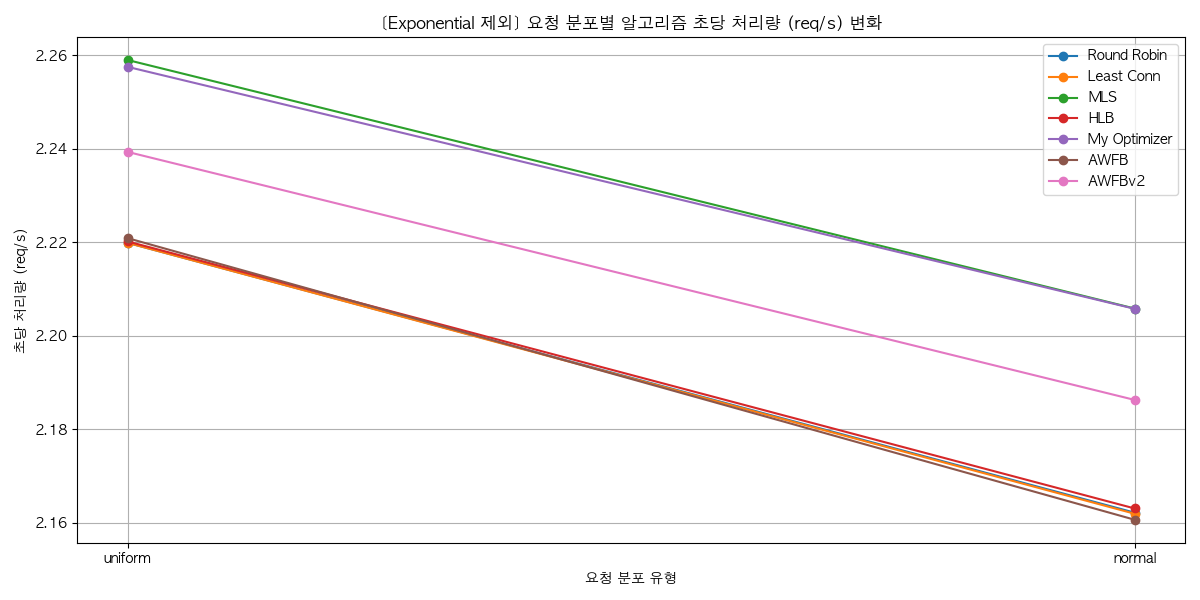 [Exponential 제외] 요청 분포별 알고리즘 초당 처리량 (req/s) 변화
2.26
2.24
2.22
2.20
2.18
2.16
초당 처리량 (req/s)
Round Robin
Least Conn
MLS
HLB
My Optimizer
AWFB
AWFBv2
uniform
normal
요청 분포 유형